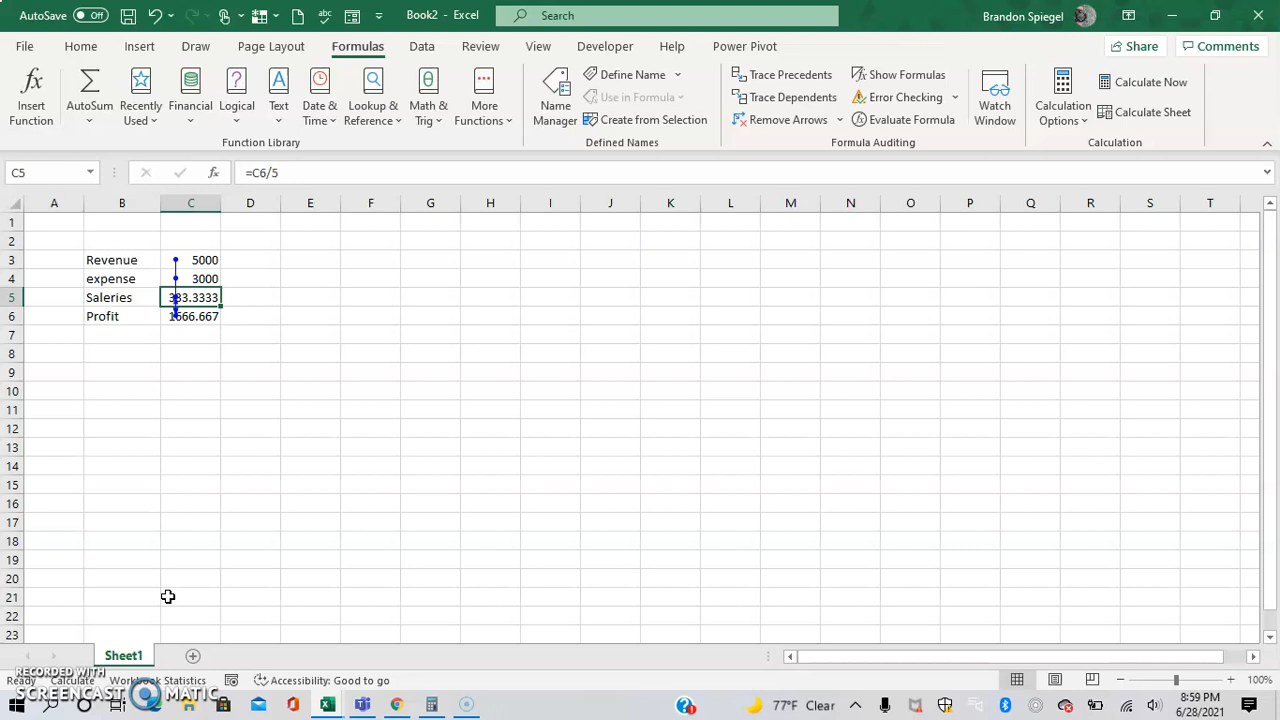 AutoSave Off Book2 - Excel Search Brandon Spiegel
File Home Insert Draw Page Layout Formulas Data Review View Developer Help Power Pivot Share Comments
Insert Function
AutoSum
Recently Used
Financial
Logical
Text
Date & Time
Lookup & Reference
Math & Trig
More Functions
Function Library
Name Manager
Define Name
Use in Formula
Create from Selection
Defined Names
Trace Precedents
Trace Dependents
Remove Arrows
Show Formulas
Error Checking
Evaluate Formula
Formula Auditing
Watch Window
Calculation Options
Calculate Now
Calculate Sheet
Calculation
C5 fx =C6/5
A B C D E F G H I J K L M N O P Q R S T
1
2
3 Revenue 5000
4 expense 3000
5 Saleries 333.3333
6 Profit 1666.667
7
8
9
10
11
12
13
14
15
16
17
18
19
20
21
22
23
Sheet1
RECORDED WITH
SCREENCAST MATIC
Ready Calculate Workbook Statistics Accessibility: Good to go 100%
77°F Clear 8:59 PM
6/28/2021